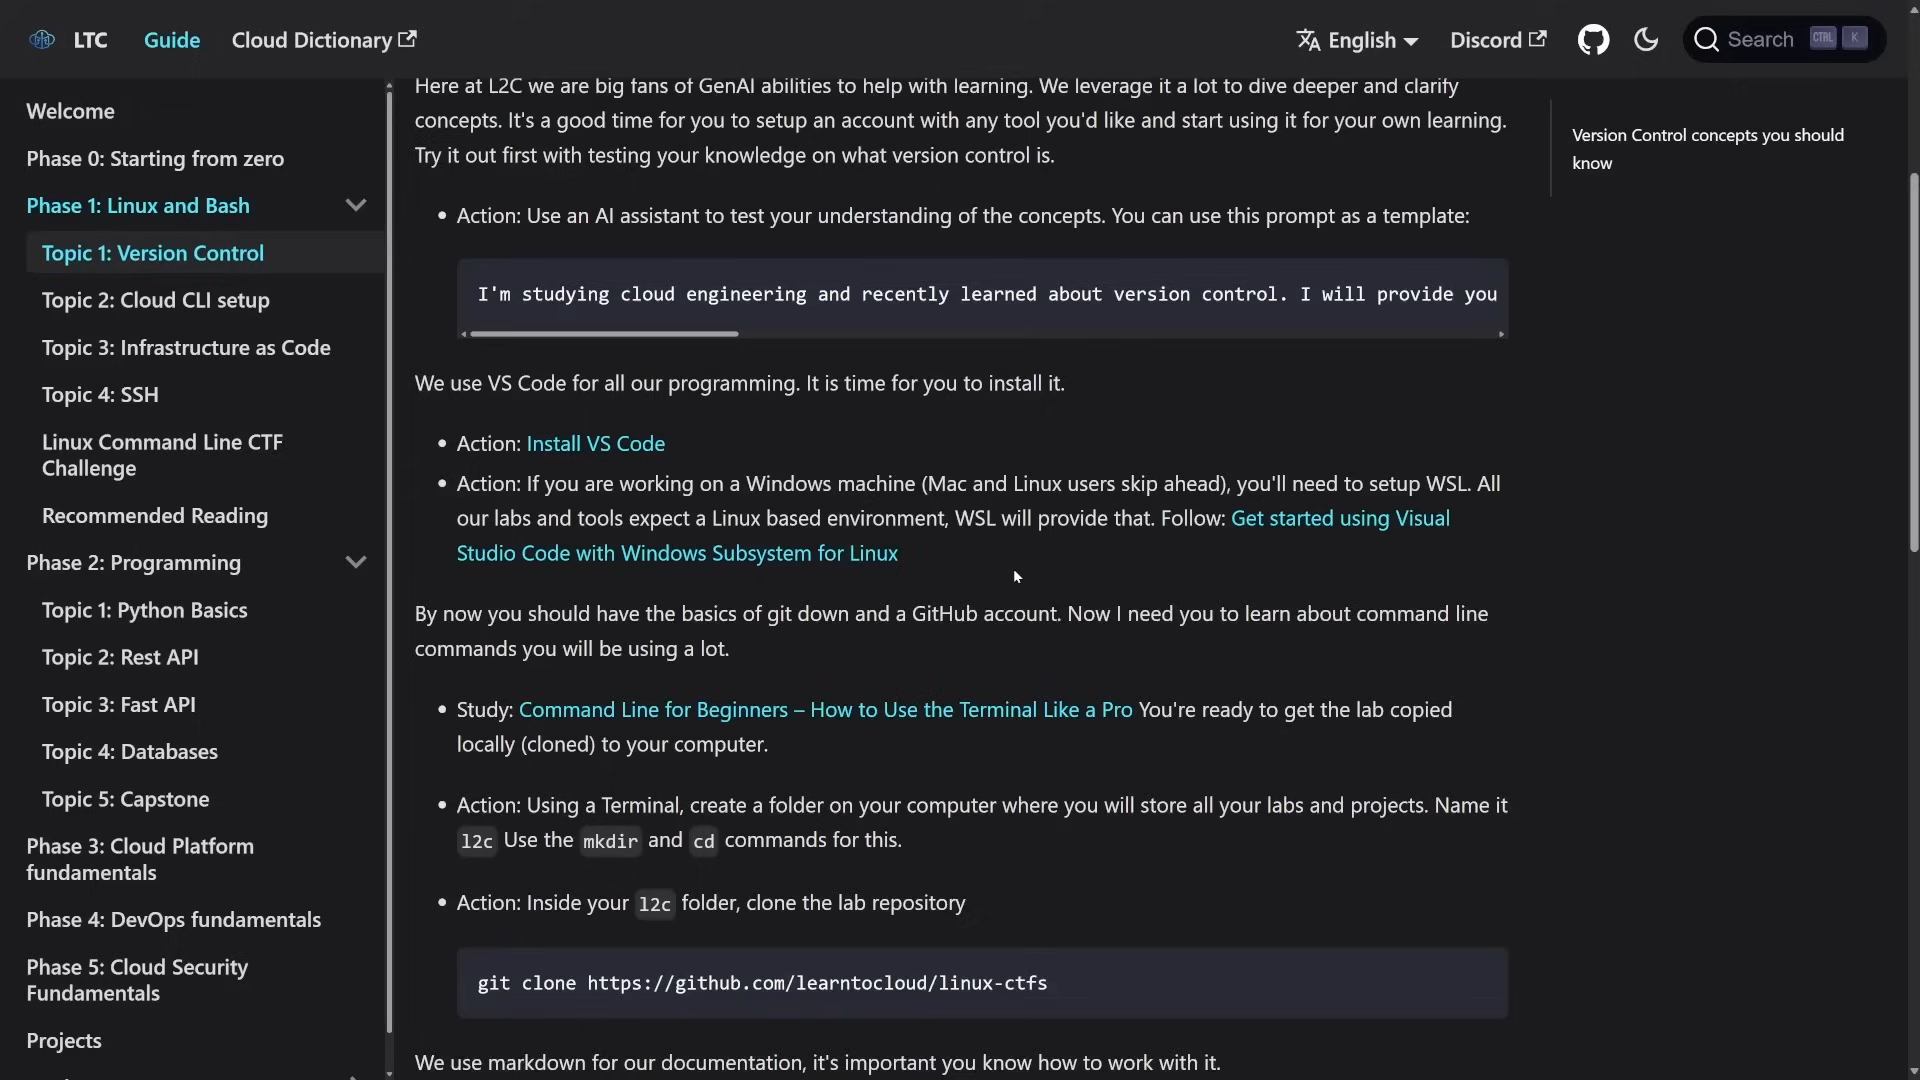 LTC
Guide
Cloud Dictionary
English
Discord
Search
CTRL
K
Welcome
Phase 0: Starting from zero
Phase 1: Linux and Bash
Topic 1: Version Control
Topic 2: Cloud CLI setup
Topic 3: Infrastructure as Code
Topic 4: SSH
Linux Command Line CTF
Challenge
Recommended Reading
Phase 2: Programming
Topic 1: Python Basics
Topic 2: Rest API
Topic 3: Fast API
Topic 4: Databases
Topic 5: Capstone
Phase 3: Cloud Platform
fundamentals
Phase 4: DevOps fundamentals
Phase 5: Cloud Security
Fundamentals
Projects
Here at L2C we are big fans of GenAI abilities to help with learning. We leverage it a lot to dive deeper and clarify
concepts. It's a good time for you to setup an account with any tool you'd like and start using it for your own learning.
Try it out first with testing your knowledge on what version control is.
• Action: Use an AI assistant to test your understanding of the concepts. You can use this prompt as a template:
I'm studying cloud engineering and recently learned about version control. I will provide you
We use VS Code for all our programming. It is time for you to install it.
• Action: Install VS Code
• Action: If you are working on a Windows machine (Mac and Linux users skip ahead), you'll need to setup WSL. All
our labs and tools expect a Linux based environment, WSL will provide that. Follow: Get started using Visual
Studio Code with Windows Subsystem for Linux
By now you should have the basics of git down and a GitHub account. Now I need you to learn about command line
commands you will be using a lot.
• Study: Command Line for Beginners – How to Use the Terminal Like a Pro You're ready to get the lab copied
locally (cloned) to your computer.
• Action: Using a Terminal, create a folder on your computer where you will store all your labs and projects. Name it
l2c Use the mkdir and cd commands for this.
• Action: Inside your l2c folder, clone the lab repository
git clone https://github.com/learntocloud/linux-ctfs
We use markdown for our documentation, it's important you know how to work with it.
Version Control concepts you should
know